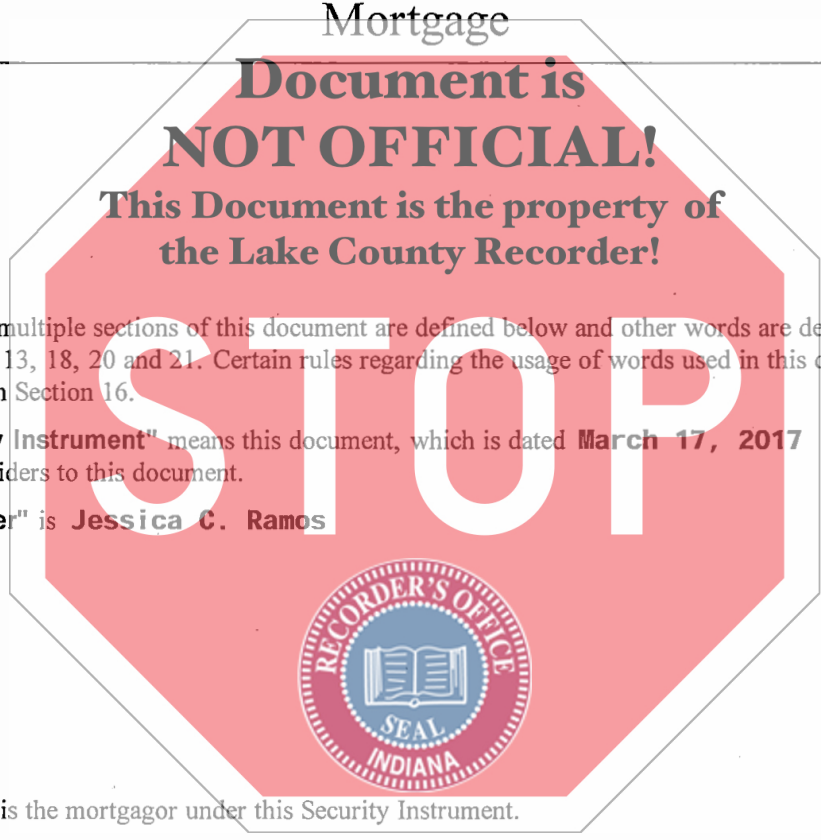 Mortgage
Document is
NOT OFFICIAL!
This Document is the property of
the Lake County Recorder!
multiple sections of this document are defined below and other words are de
13, 18, 20 and 21. Certain rules regarding the usage of words used in this
Section 16.
Instrument" means this document, which is dated March 17, 2017
iders to this document.
er" is Jessica C. Ramos
STOP
RECORDER'S OFFICE
SEAL
INDIANA
is the mortgagor under this Security Instrument.